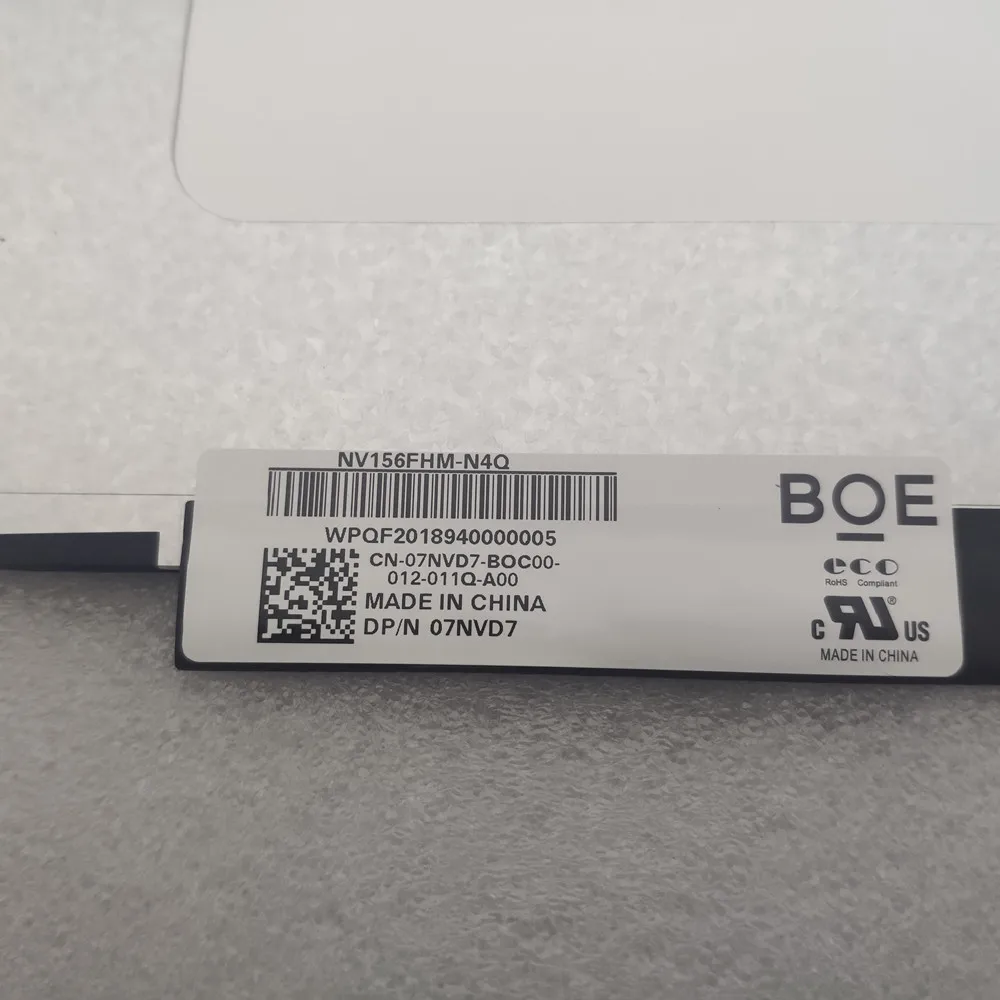 NV156FHM-N4Q
WPQF2018940000005
CN-07NVD7-BOC00-
012-011Q-A00
MADE IN CHINA
DP/N 07NVD7
BOE
eco
RoHS Compliant
C RU® US
MADE IN CHINA